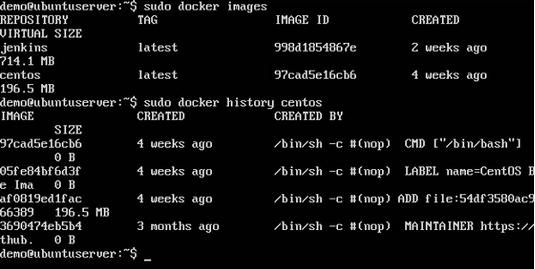 demo@ubuntuserver:~$ sudo docker images
REPOSITORY TAG IMAGE ID CREATED
VIRTUAL SIZE
jenkins latest 998d1854867e 2 weeks ago
714.1 MB
centos latest 97cad5e16cb6 4 weeks ago
196.5 MB
demo@ubuntuserver:~$ sudo docker history centos
IMAGE CREATED CREATED BY
SIZE
97cad5e16cb6 4 weeks ago /bin/sh -c #(nop) CMD ["/bin/bash"]
0 B
05fe84bf6d3f 4 weeks ago /bin/sh -c #(nop) LABEL name=CentOS B
e Ima 0 B
af0819ed1fac 4 weeks ago /bin/sh -c #(nop) ADD file:54df3580ac9
66389 196.5 MB
3690474eb5b4 3 months ago /bin/sh -c #(nop) MAINTAINER https://
thub. 0 B
demo@ubuntuserver:~$ _